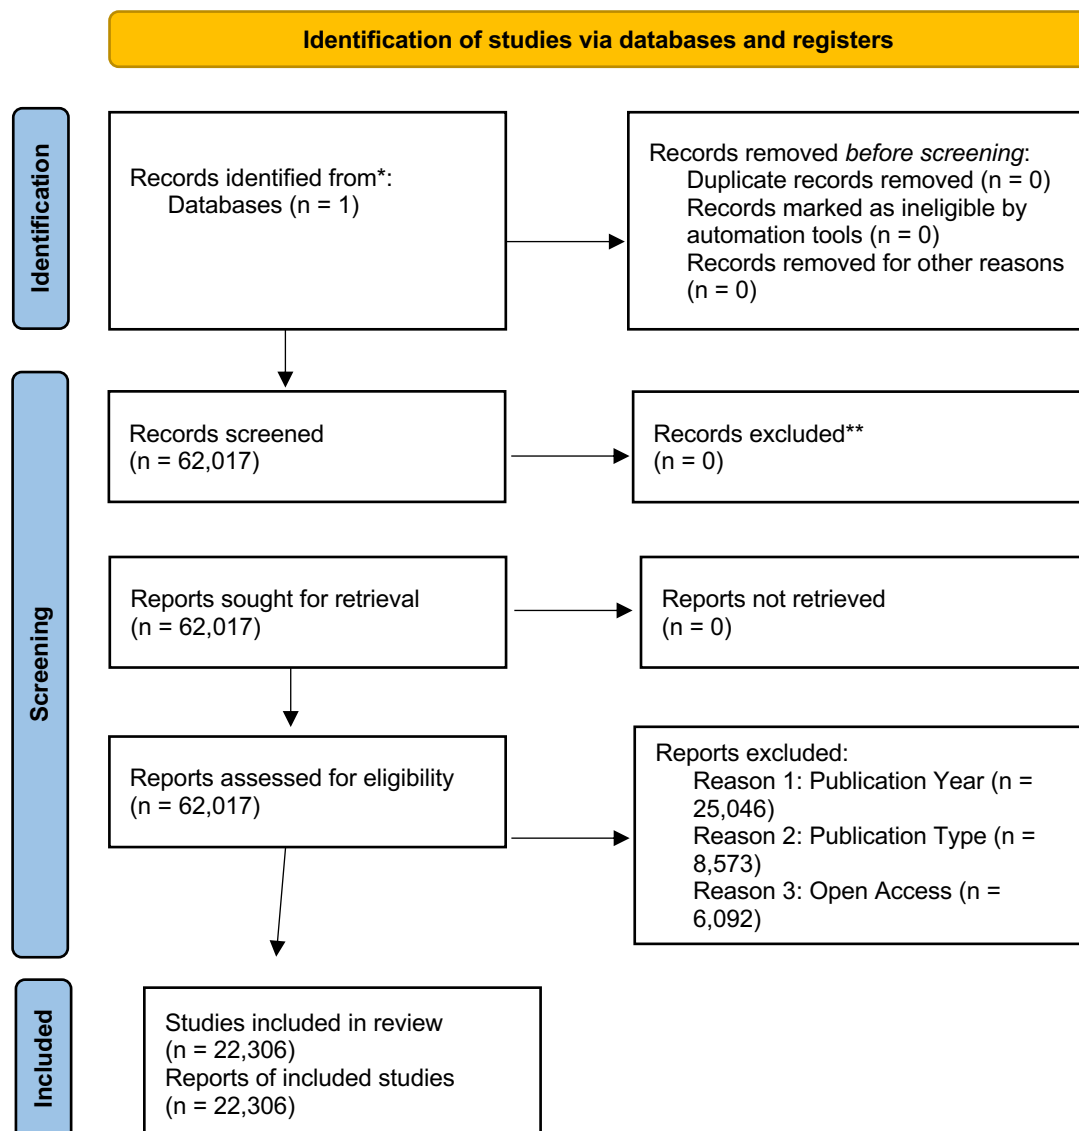 Identification of studies via databases and registers
Identification
Records identified from*:
Databases (n = 1)
Records removed before screening:
Duplicate records removed (n = 0)
Records marked as ineligible by
automation tools (n = 0)
Records removed for other reasons
(n = 0)
Screening
Records screened
(n = 62,017)
Records excluded**
(n = 0)
Reports sought for retrieval
(n = 62,017)
Reports not retrieved
(n = 0)
Reports assessed for eligibility
(n = 62,017)
Reports excluded:
Reason 1: Publication Year (n =
25,046)
Reason 2: Publication Type (n =
8,573)
Reason 3: Open Access (n =
6,092)
Included
Studies included in review
(n = 22,306)
Reports of included studies
(n = 22,306)